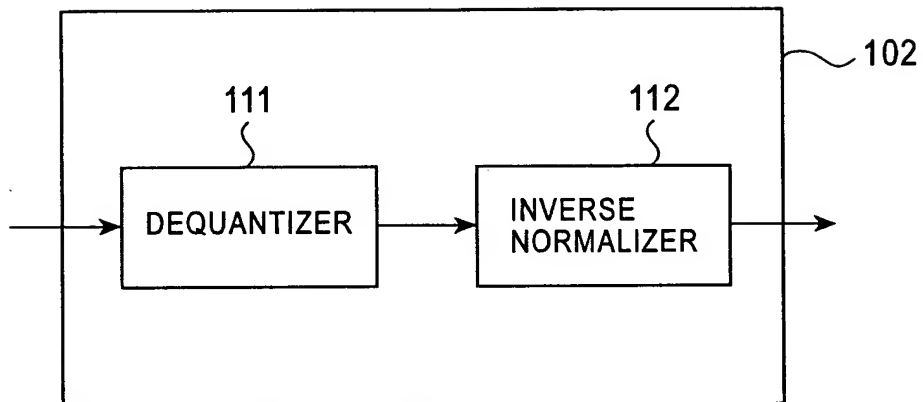 102
111
112
DEQUANTIZER
INVERSE
NORMALIZER